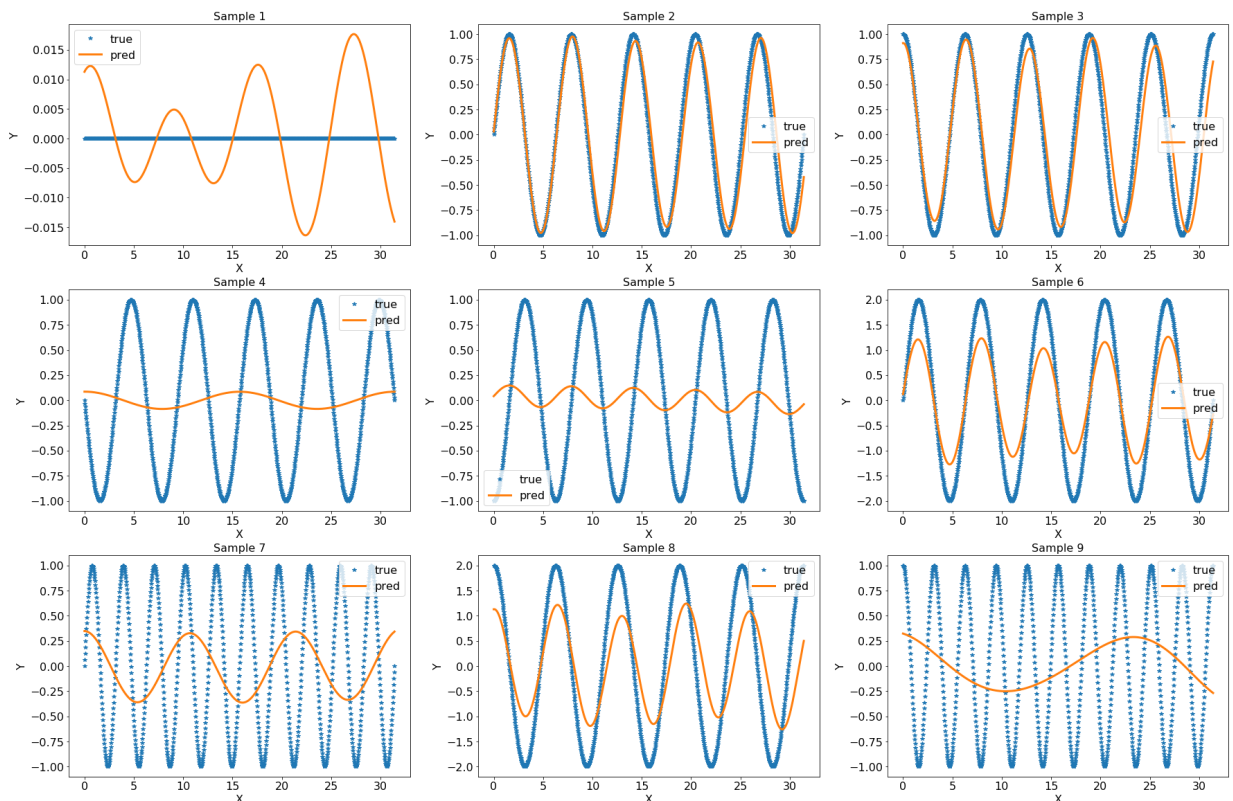 Sample 1
true
pred
0.015
0.010
0.005
0.000
−0.005
−0.010
−0.015
Y
0 5 10 15 20 25 30
X
Sample 2
1.00
0.75
0.50
0.25
0.00
−0.25
−0.50
−0.75
−1.00
Y
true
pred
0 5 10 15 20 25 30
X
Sample 3
1.00
0.75
0.50
0.25
0.00
−0.25
−0.50
−0.75
−1.00
Y
true
pred
0 5 10 15 20 25 30
X
Sample 4
1.00
0.75
0.50
0.25
0.00
−0.25
−0.50
−0.75
−1.00
Y
true
pred
0 5 10 15 20 25 30
X
Sample 5
1.00
0.75
0.50
0.25
0.00
−0.25
−0.50
−0.75
−1.00
Y
true
pred
0 5 10 15 20 25 30
X
Sample 6
2.0
1.5
1.0
0.5
0.0
−0.5
−1.0
−1.5
−2.0
Y
true
pred
0 5 10 15 20 25 30
X
Sample 7
1.00
0.75
0.50
0.25
0.00
−0.25
−0.50
−0.75
−1.00
Y
true
pred
0 5 10 15 20 25 30
X
Sample 8
2.0
1.5
1.0
0.5
0.0
−0.5
−1.0
−1.5
−2.0
Y
true
pred
0 5 10 15 20 25 30
X
Sample 9
1.00
0.75
0.50
0.25
0.00
−0.25
−0.50
−0.75
−1.00
Y
true
pred
0 5 10 15 20 25 30
X